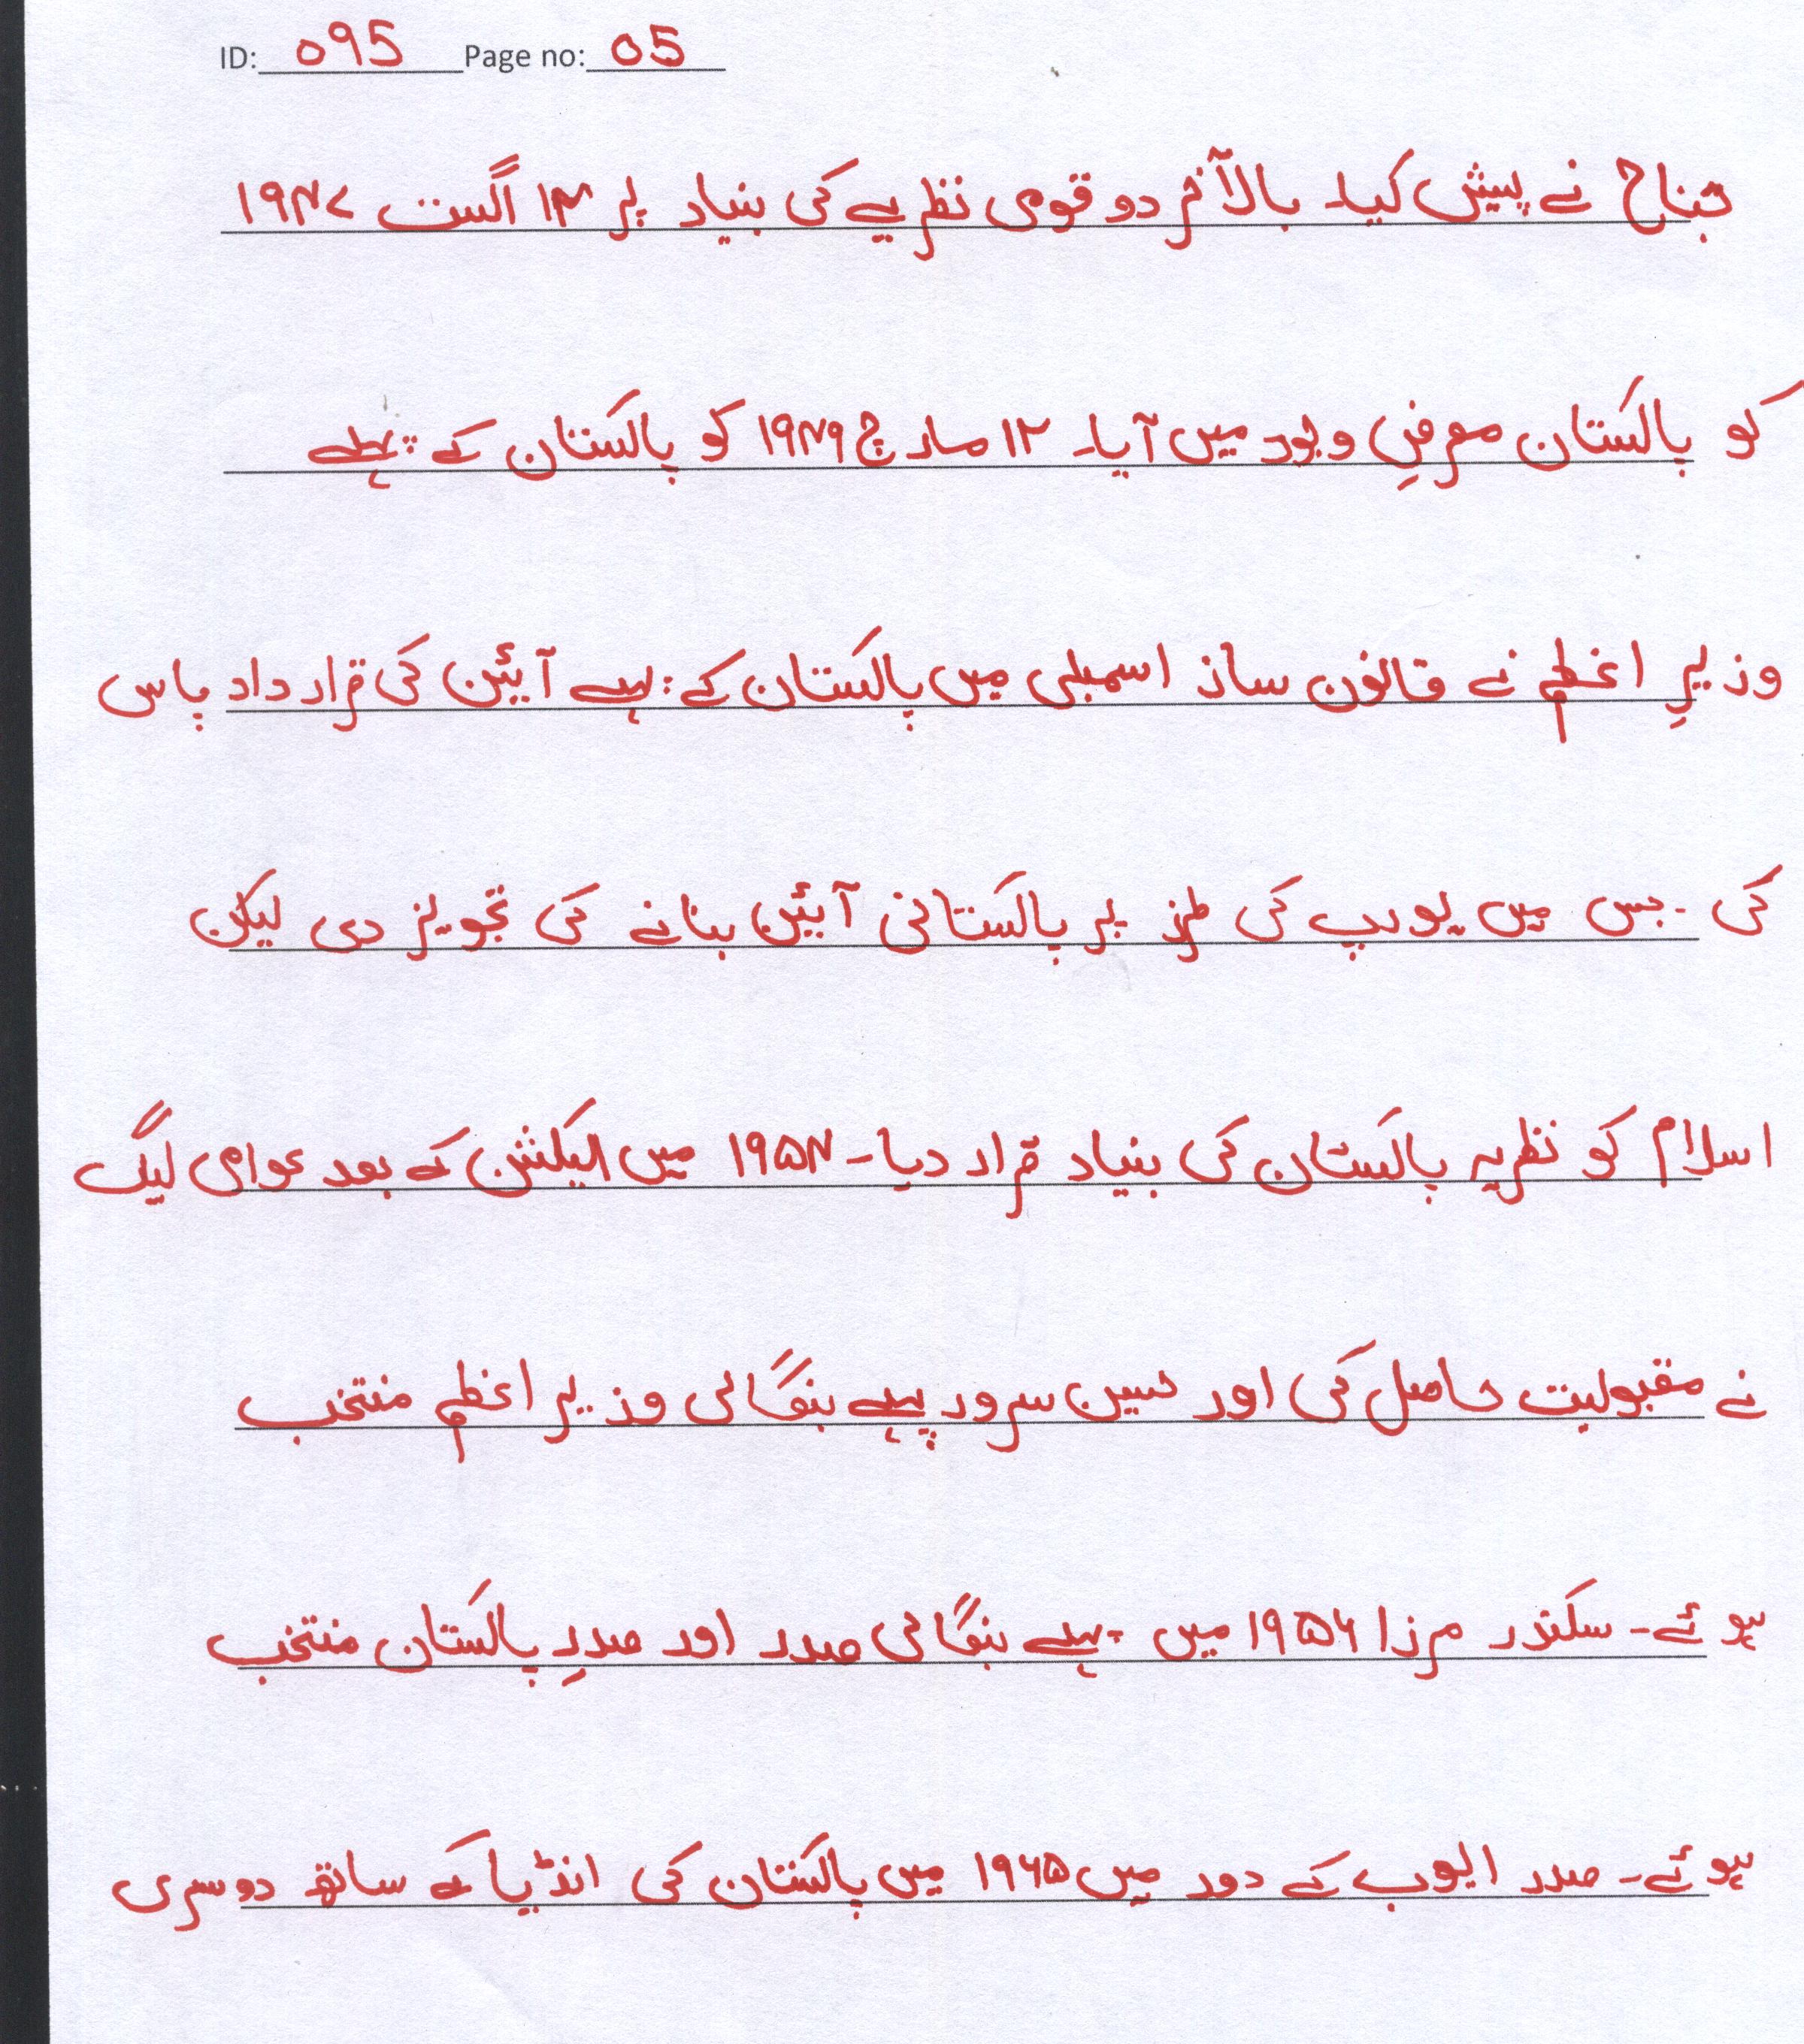 ID: 095 Page no: 05
جناح نے پیش کیا۔ بالآخر دو قومی نظریے کی بنیاد پر ۱۴ اگست ۱۹۴۷
کو پاکستان معرضِ وجود میں آیا۔ ۱۲ مارچ ۱۹۴۹ کو پاکستان کے پہلے
وزیرِ اعظم نے قانون ساز اسمبلی میں پاکستان کے پہلے آئین کی قرار داد پاس
کی ۔ جس میں یورپ کی طرز پر پاکستانی آئین بنانے کی تجویز دی لیکن
اسلام کو نظریہ پاکستان کی بنیاد قرار دیا۔ ۱۹۵۴ میں الیکشن کے بعد عوامی لیگ
نے مقبولیت حاصل کی اور حسین سرور پہلے بنگالی وزیر اعظم منتخب
ہوئے۔ سکندر مرزا ۱۹۵۶ میں پہلے بنگالی صدر اور صدرِ پاکستان منتخب
ہوئے۔ صدر ایوب کے دور میں ۱۹۶۵ میں پاکستان کی انڈیا کے ساتھ دوسری